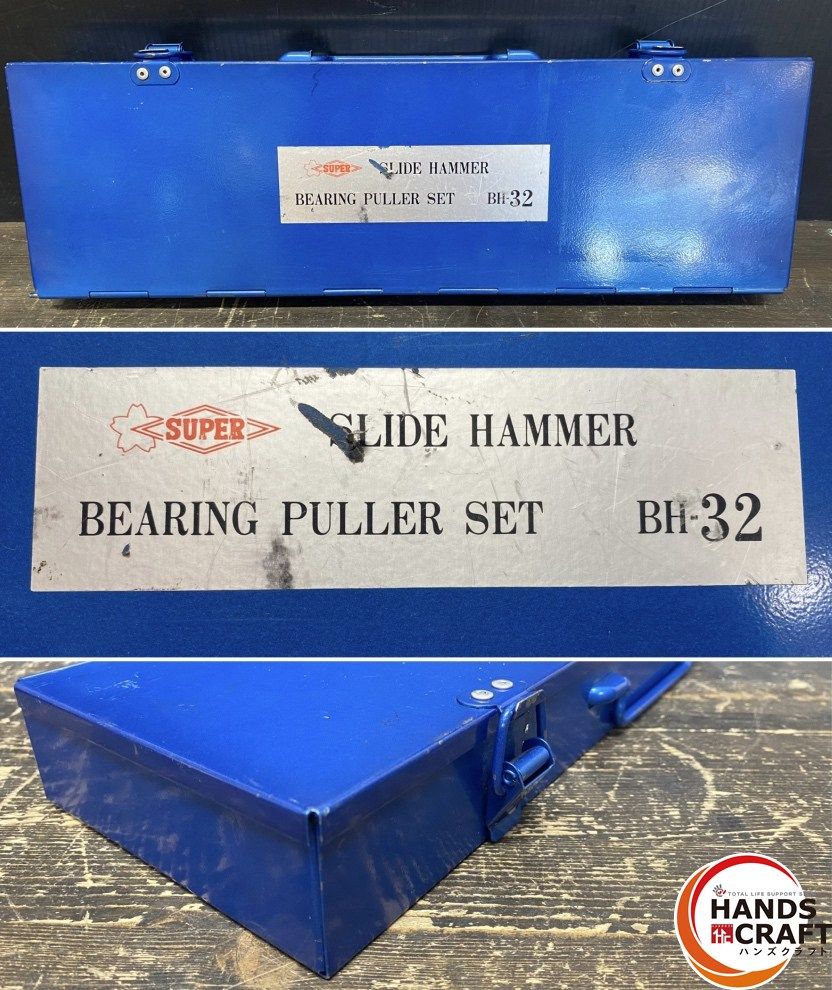 SUPER SLIDE HAMMER
BEARING PULLER SET BH-32
SUPER SLIDE HAMMER
BEARING PULLER SET BH-32
TOTAL LIFE SUPPORT
HANDS
CRAFT
ハンズクラフト